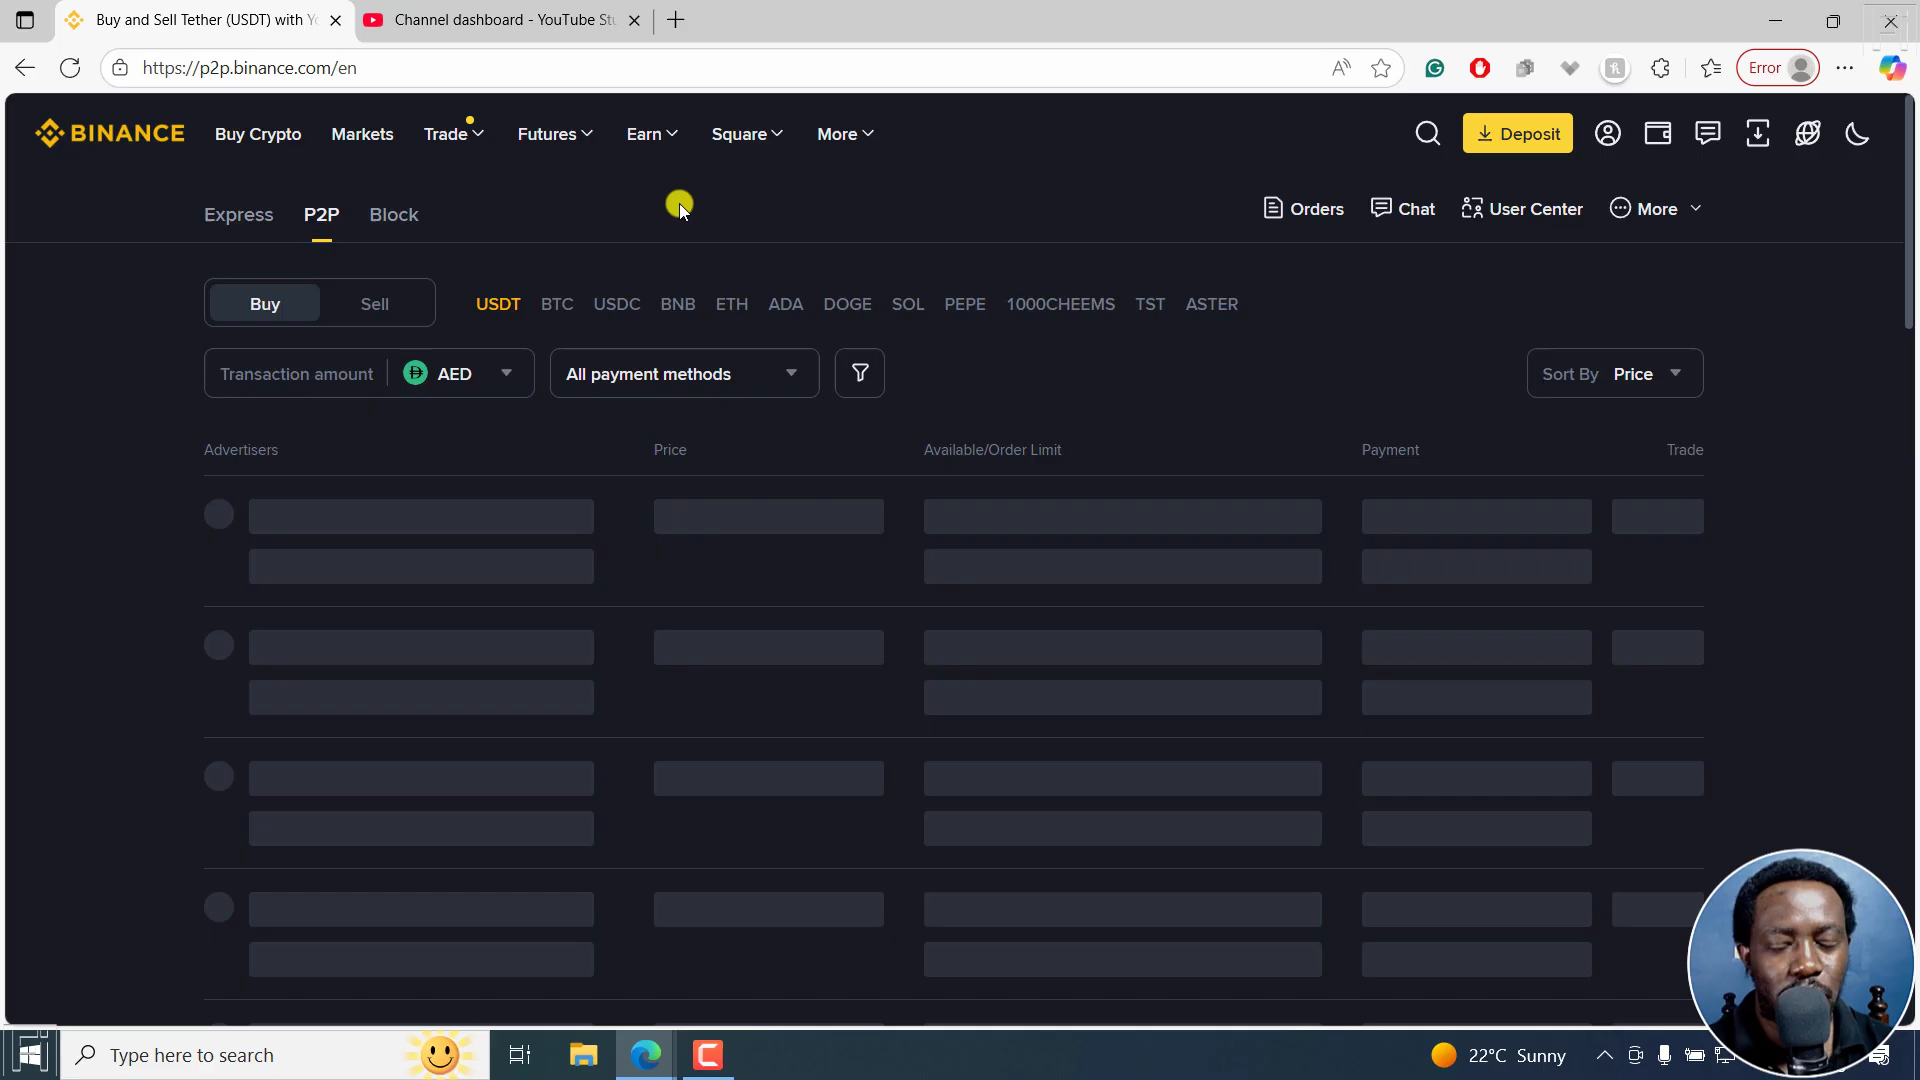 Buy and Sell Tether (USDT) with Yo
Channel dashboard - YouTube Stu
https://p2p.binance.com/en
Error
BINANCE
Buy Crypto
Markets
Trade
Futures
Earn
Square
More
Deposit
Express
P2P
Block
Orders
Chat
User Center
More
Buy
Sell
USDT
BTC
USDC
BNB
ETH
ADA
DOGE
SOL
PEPE
1000CHEEMS
TST
ASTER
Transaction amount
AED
All payment methods
Sort By Price
Advertisers
Price
Available/Order Limit
Payment
Trade
Type here to search
22°C Sunny